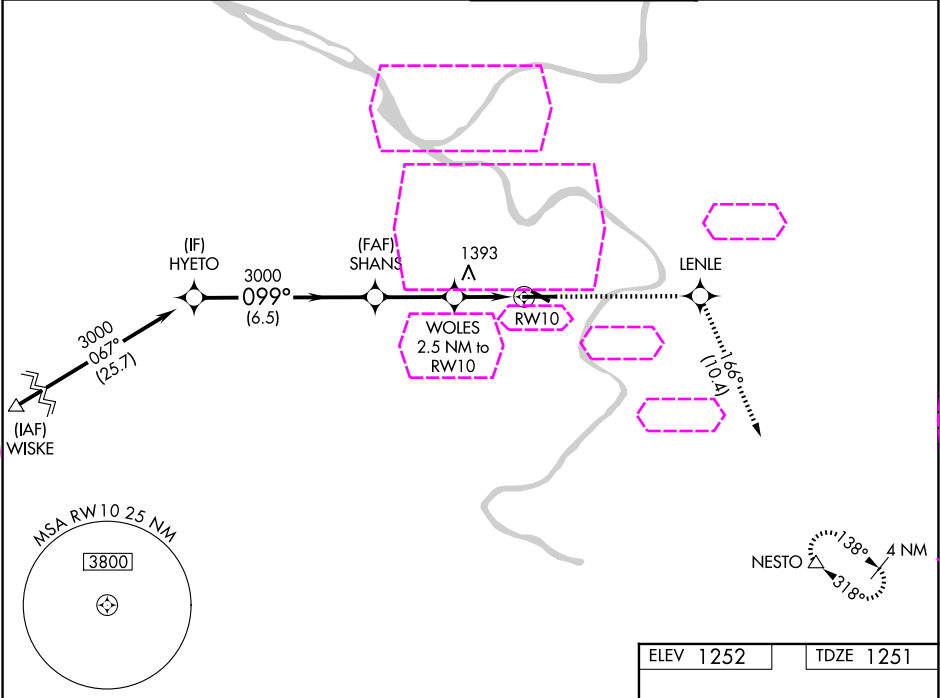 (IF)
HYETO
3000
099°
(6.5)
(FAF)
SHANS
1393
LENLE
RW10
WOLES
2.5 NM to
RW10
3000
067°
(25.7)
(IAF)
WISKE
166°
(10.4)
MSA RW10 25 NM
3800
NESTO
138°
318°
4 NM
ELEV 1252
TDZE 1251